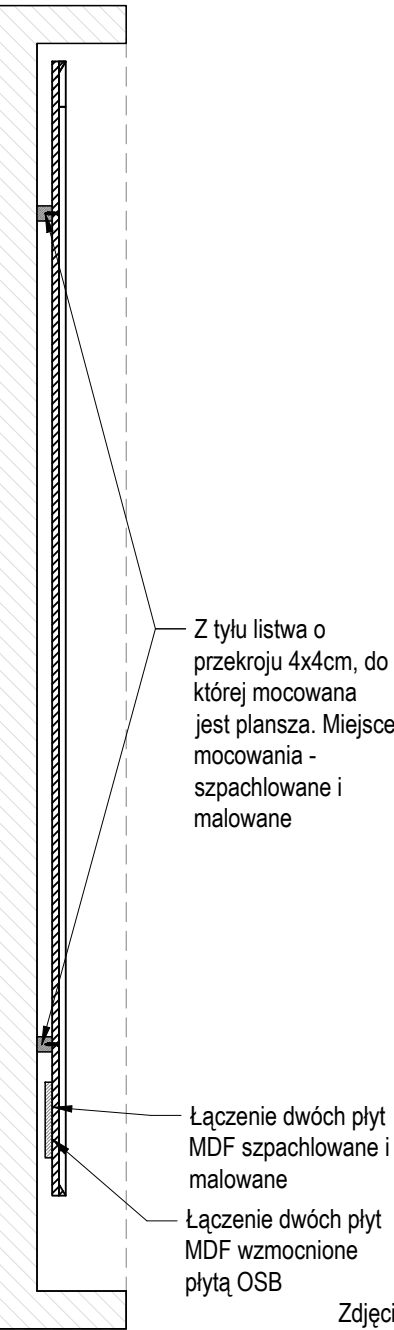 Z tyłu listwa o
przekroju 4x4cm, do
której mocowana
jest plansza. Miejsce
mocowania -
szpachlowane i
malowane
Łączenie dwóch płyt
MDF szpachlowane i
malowane
Łączenie dwóch płyt
MDF wzmocnione
płytą OSB
Zdjęci